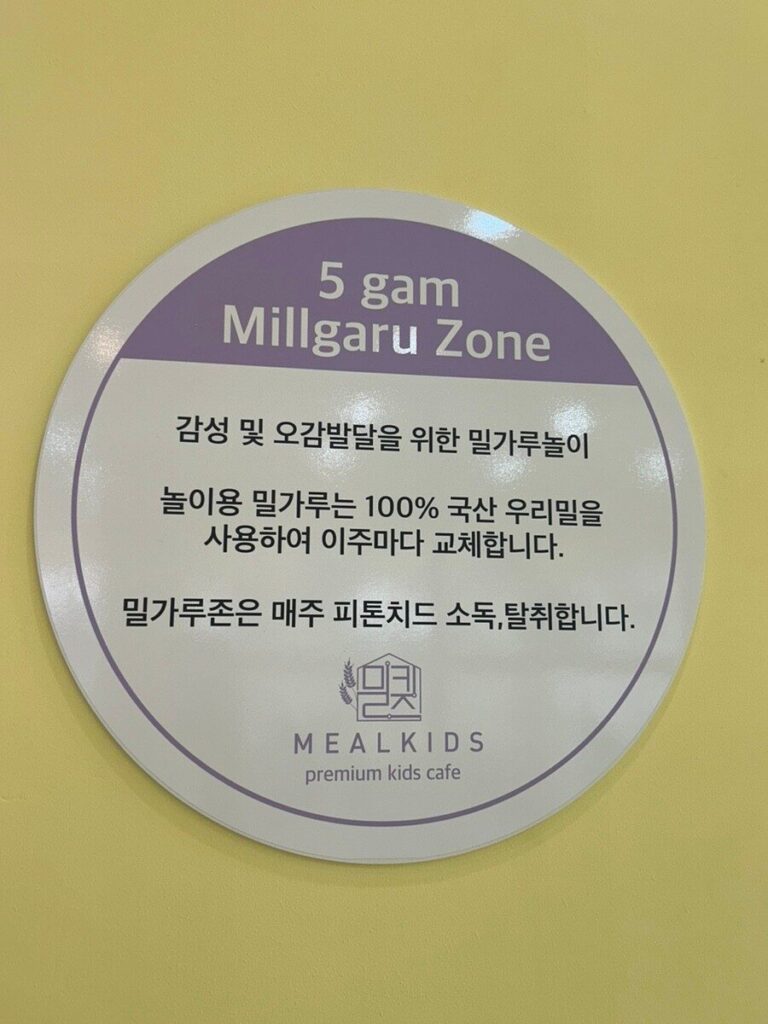 5 gam
Millgaru Zone
감성 및 오감발달을 위한 밀가루놀이
놀이용 밀가루는 100% 국산 우리밀을
사용하여 이주마다 교체합니다.
밀가루존은 매주 피톤치드 소독,탈취합니다.
밀킷
MEALKIDS
premium kids cafe